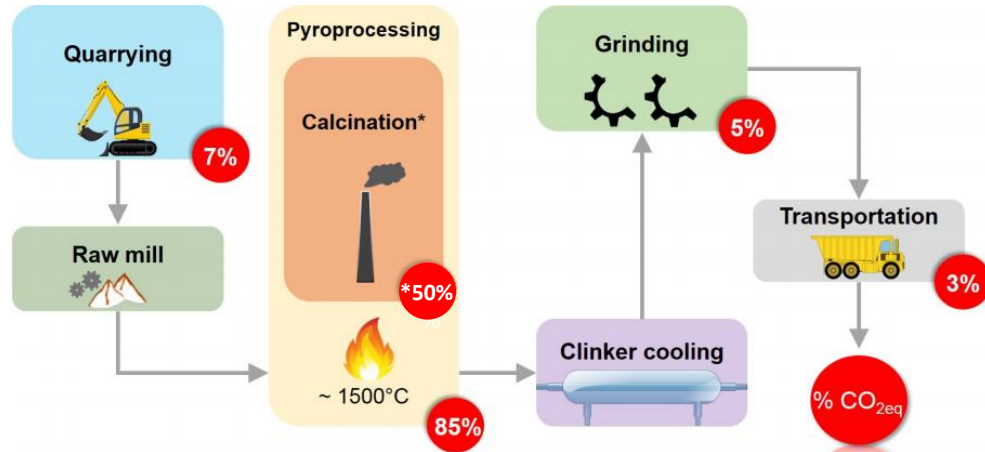 Quarrying
7%
Raw mill
Pyroprocessing
Calcination*
*50%
~ 1500°C
85%
Clinker cooling
Grinding
5%
Transportation
3%
% CO₂eq